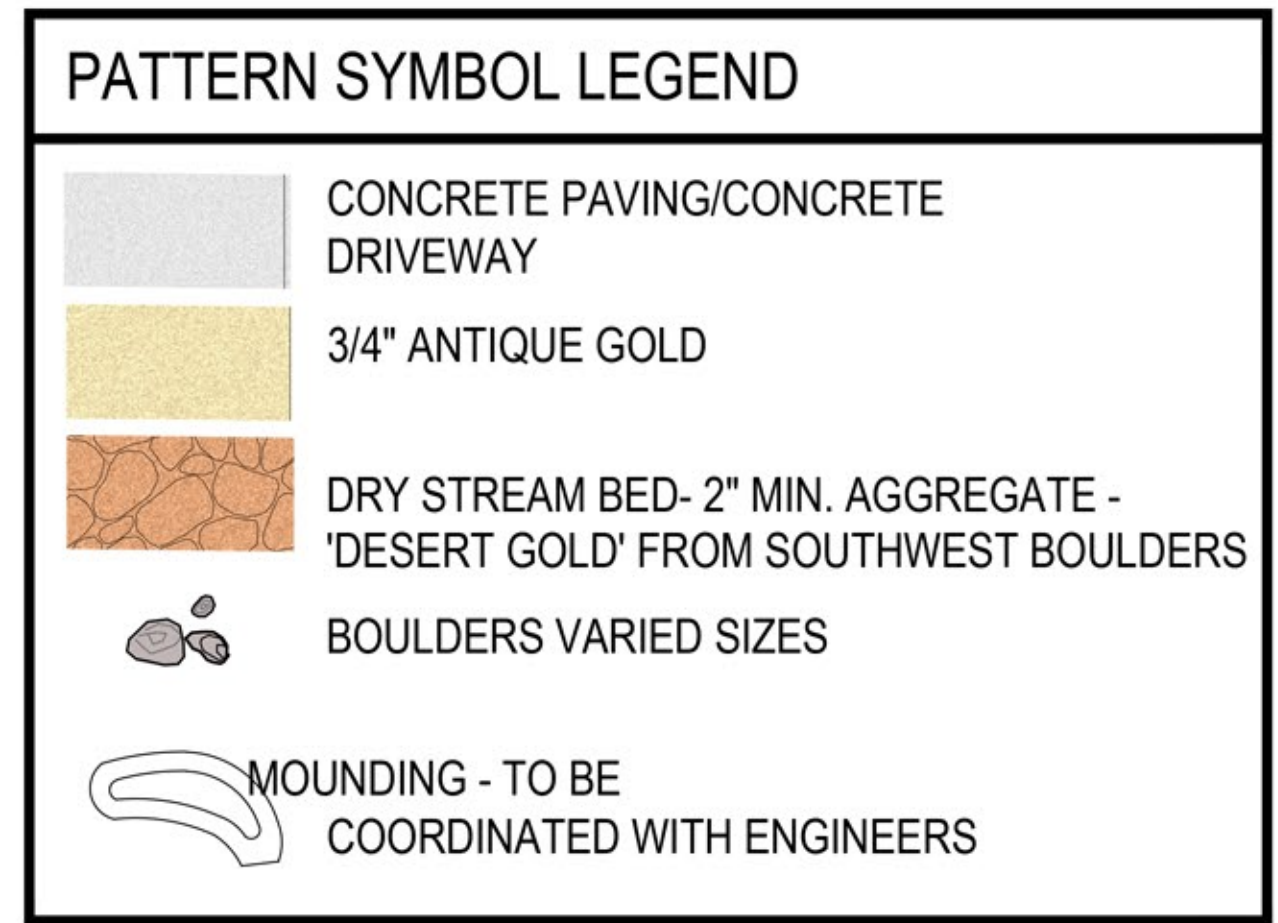 PATTERN SYMBOL LEGEND
CONCRETE PAVING/CONCRETE
DRIVEWAY
3/4" ANTIQUE GOLD
DRY STREAM BED- 2" MIN. AGGREGATE -
'DESERT GOLD' FROM SOUTHWEST BOULDERS
BOULDERS VARIED SIZES
MOUNDING - TO BE
COORDINATED WITH ENGINEERS